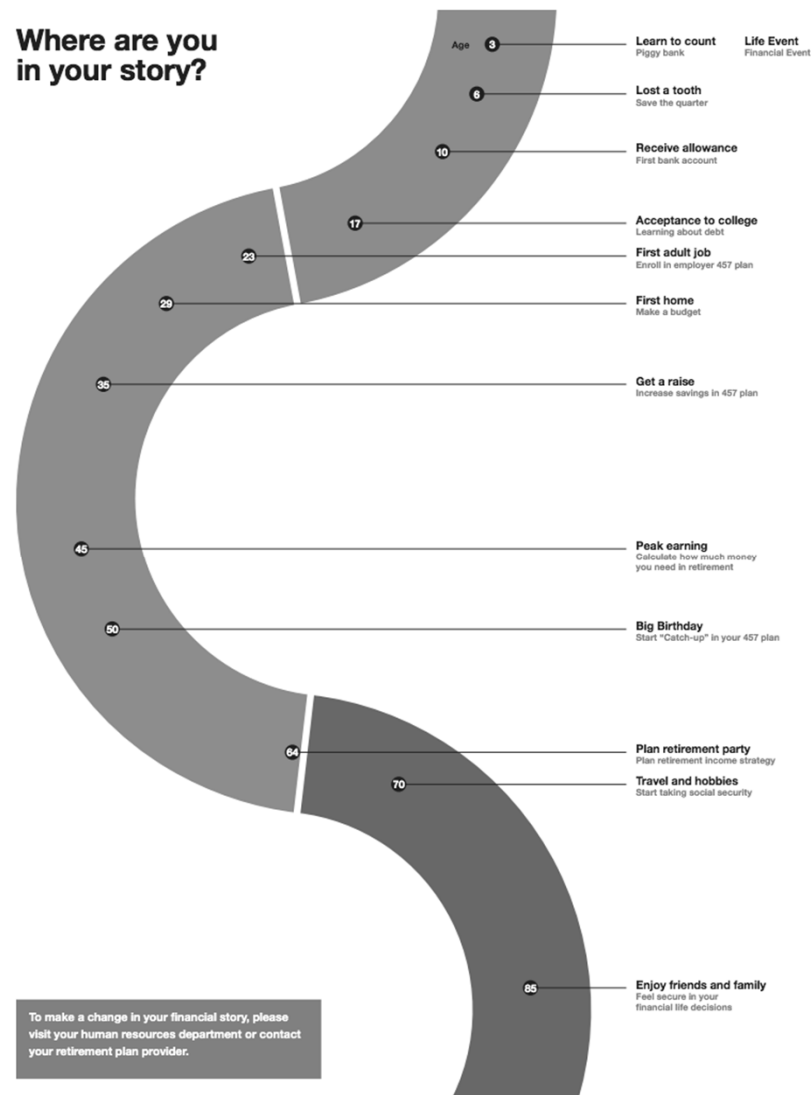 Where are you
in your story?
Age 3 Learn to count Life Event
Piggy bank Financial Event
6 Lost a tooth
Save the quarter
10 Receive allowance
First bank account
17 Acceptance to college
Learning about debt
23 First adult job
Enroll in employer 457 plan
29 First home
Make a budget
35 Get a raise
Increase savings in 457 plan
45 Peak earning
Calculate how much money
you need in retirement
50 Big Birthday
Start “Catch-up” in your 457 plan
64 Plan retirement party
Plan retirement income strategy
70 Travel and hobbies
Start taking social security
85 Enjoy friends and family
Feel secure in your
financial life decisions
To make a change in your financial story, please
visit your human resources department or contact
your retirement plan provider.